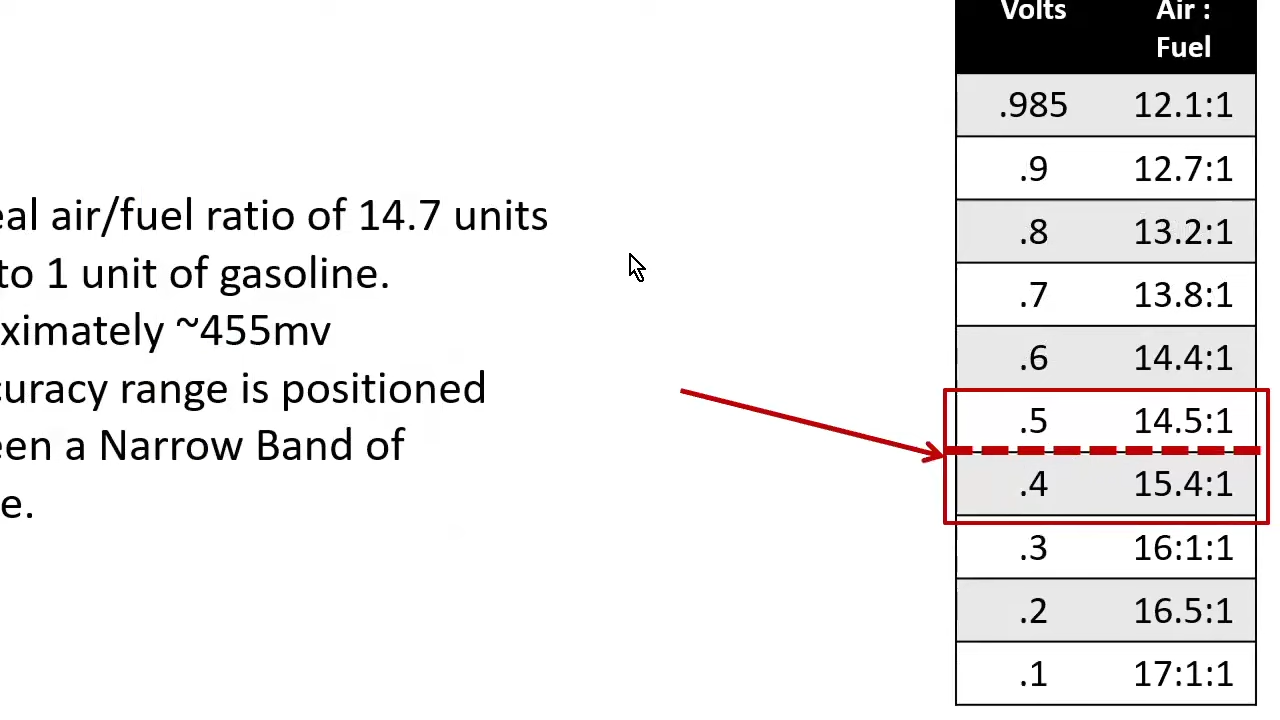 eal air/fuel ratio of 14.7 units
to 1 unit of gasoline.
ximately ~455mv
curacy range is positioned
een a Narrow Band of
e.
Volts Air :
Fuel
.985 12.1:1
.9 12.7:1
.8 13.2:1
.7 13.8:1
.6 14.4:1
.5 14.5:1
.4 15.4:1
.3 16:1:1
.2 16.5:1
.1 17:1:1